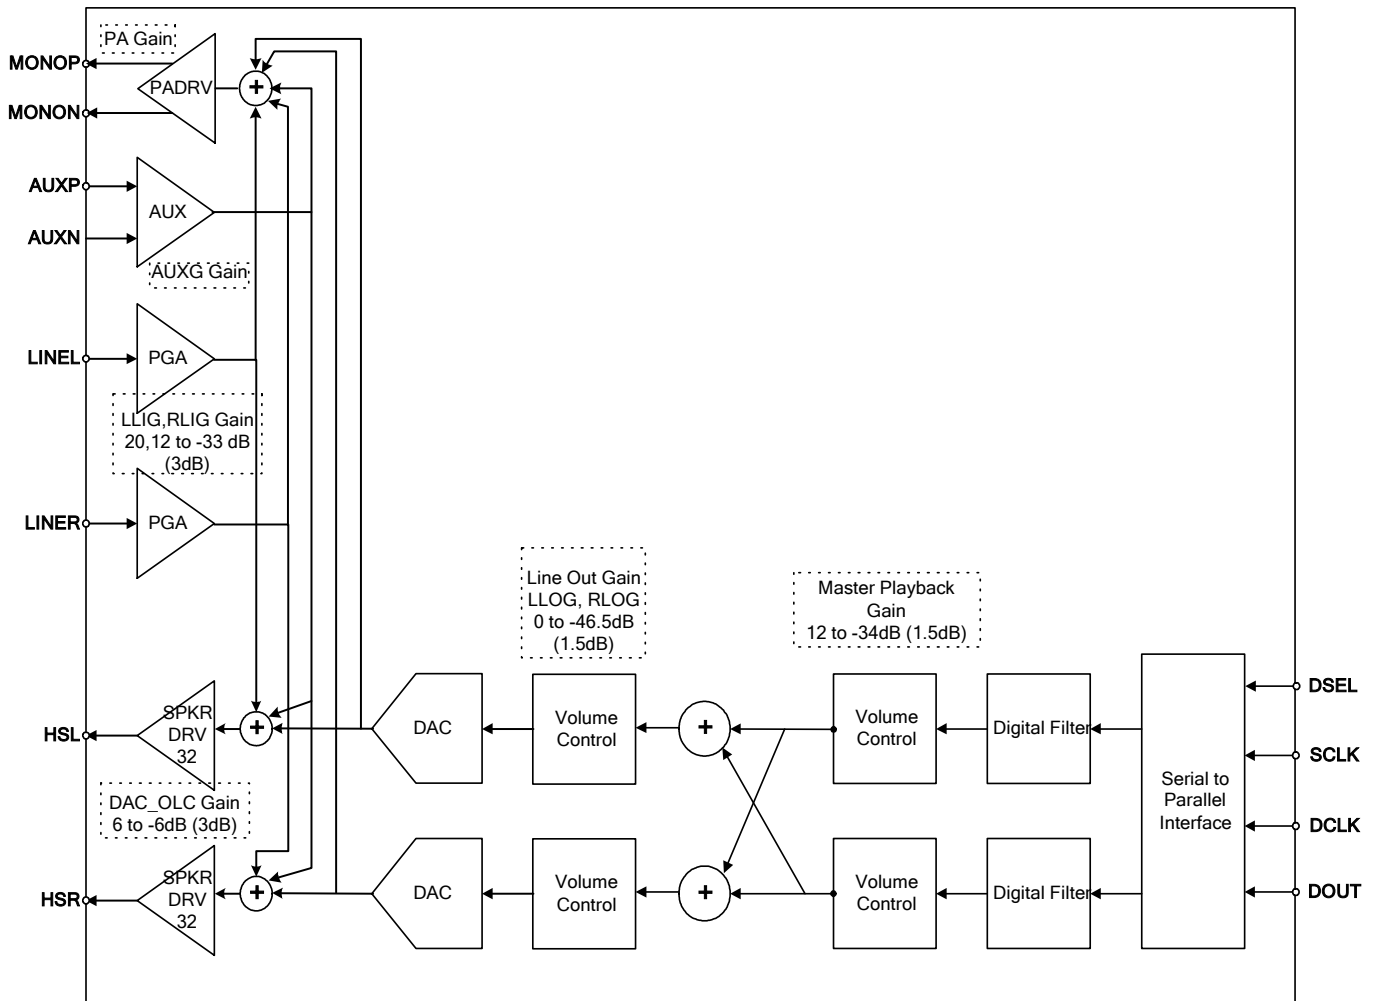 PA Gain
MONOP
PADRV
+
MONON
AUXP
AUX
AUXN
AUXG Gain
LINEL
PGA
LLIG,RLIG Gain
20,12 to -33 dB
(3dB)
LINER
PGA
Line Out Gain
LLOG, RLOG
0 to -46.5dB
(1.5dB)
Master Playback
Gain
12 to -34dB (1.5dB)
HSL
SPKR
DRV
32
+
DAC
Volume
Control
+
Volume
Control
Digital Filter
Serial to
Parallel
Interface
DSEL
SCLK
DCLK
DOUT
DAC_OLC Gain
6 to -6dB (3dB)
HSR
SPKR
DRV
32
+
DAC
Volume
Control
+
Volume
Control
Digital Filter